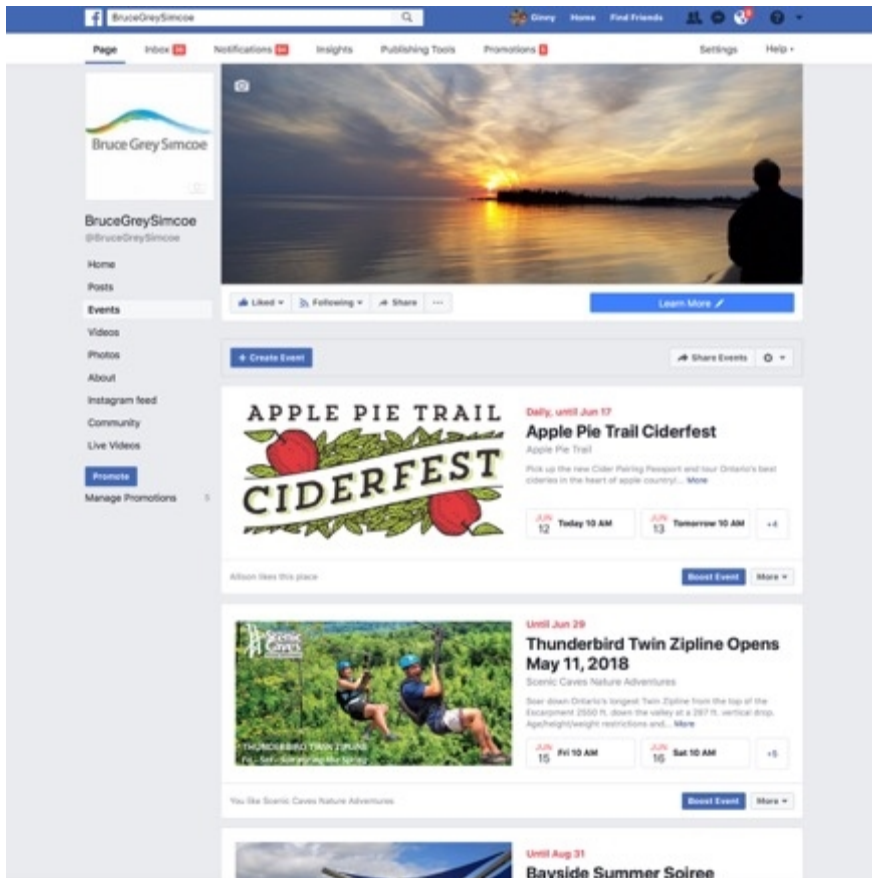 BruceGreySimcoe
Ginny Home Find Friends
Page Inbox Notifications Insights Publishing Tools Promotions Settings Help
Bruce Grey Simcoe
BruceGreySimcoe
@BruceGreySimcoe
Home
Posts
Events
Videos
Photos
About
Instagram feed
Community
Live Videos
Promote
Manage Promotions 5
Liked Following Share
Learn More
+ Create Event
Share Events
APPLE PIE TRAIL
CIDERFEST
Daily, until Jun 17
Apple Pie Trail Ciderfest
Apple Pie Trail
Pick up the new Cider Pairing Passport and tour Ontario's best
cideries in the heart of apple country!... More
JUN
12
Today 10 AM
JUN
13
Tomorrow 10 AM
+4
Allison likes this place
Boost Event
More
Scenic
Caves
THUNDERBIRD TWIN ZIPLINE
Until Jun 29
Thunderbird Twin Zipline Opens
May 11, 2018
Scenic Caves Nature Adventures
Soar down Ontario's longest Twin Zipline from the top of the
Escarpment 2550 ft. down the valley at a 287 ft. vertical drop.
Age/height/weight restrictions and... More
JUN
15
Fri 10 AM
JUN
16
Sat 10 AM
+5
You like Scenic Caves Nature Adventures
Boost Event
More
Until Aug 31
Bayside Summer Soiree